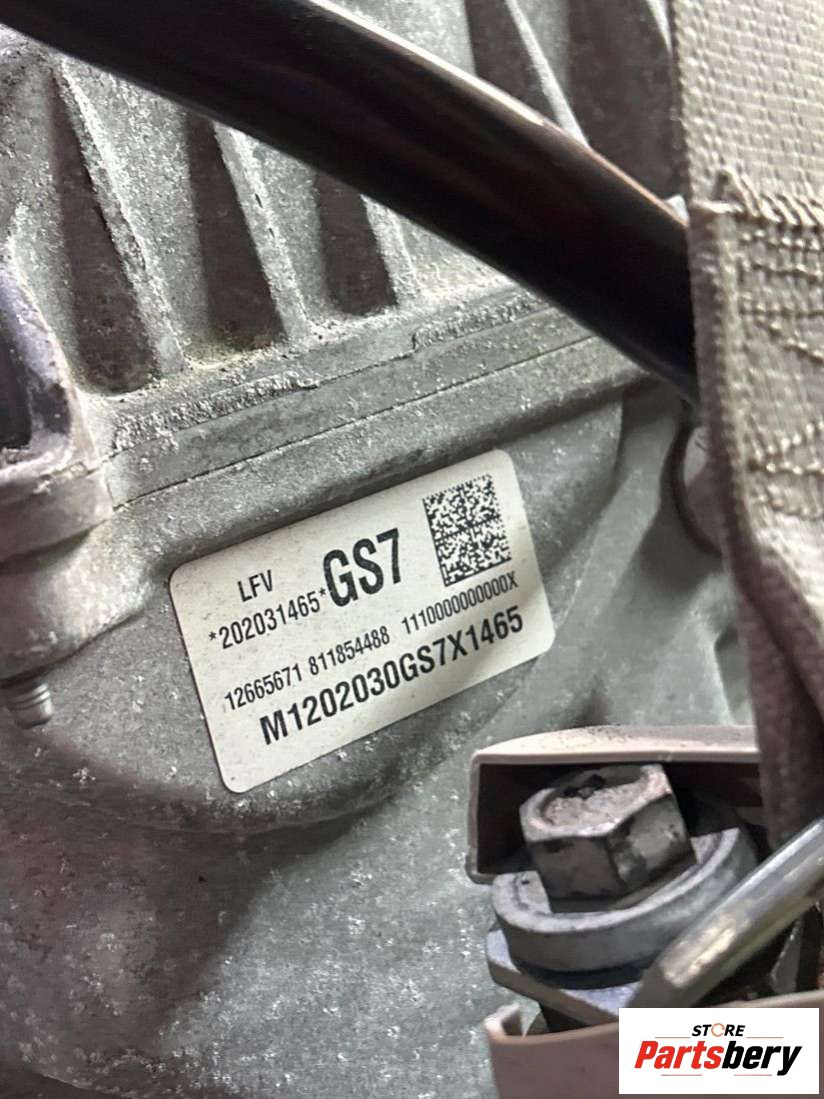 LFV
*202031465*GS7
12665671 811854488 1110000000000X
M1202030GS7X1465
STORE
Partsbery